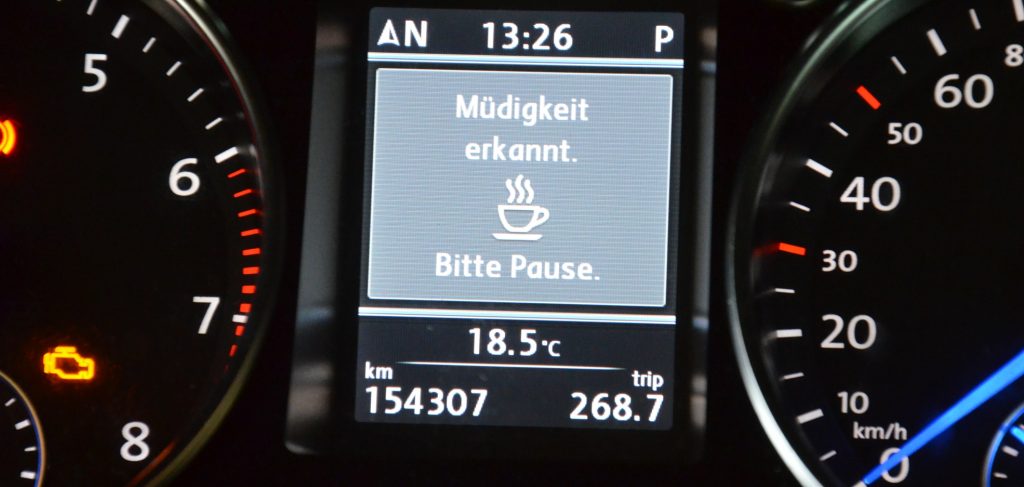 AN 13:26 P
Müdigkeit
erkannt.
Bitte Pause.
18.5°C
km trip
154307 268.7
5
6
7
8
8
60
50
40
30
20
10
km/h
0